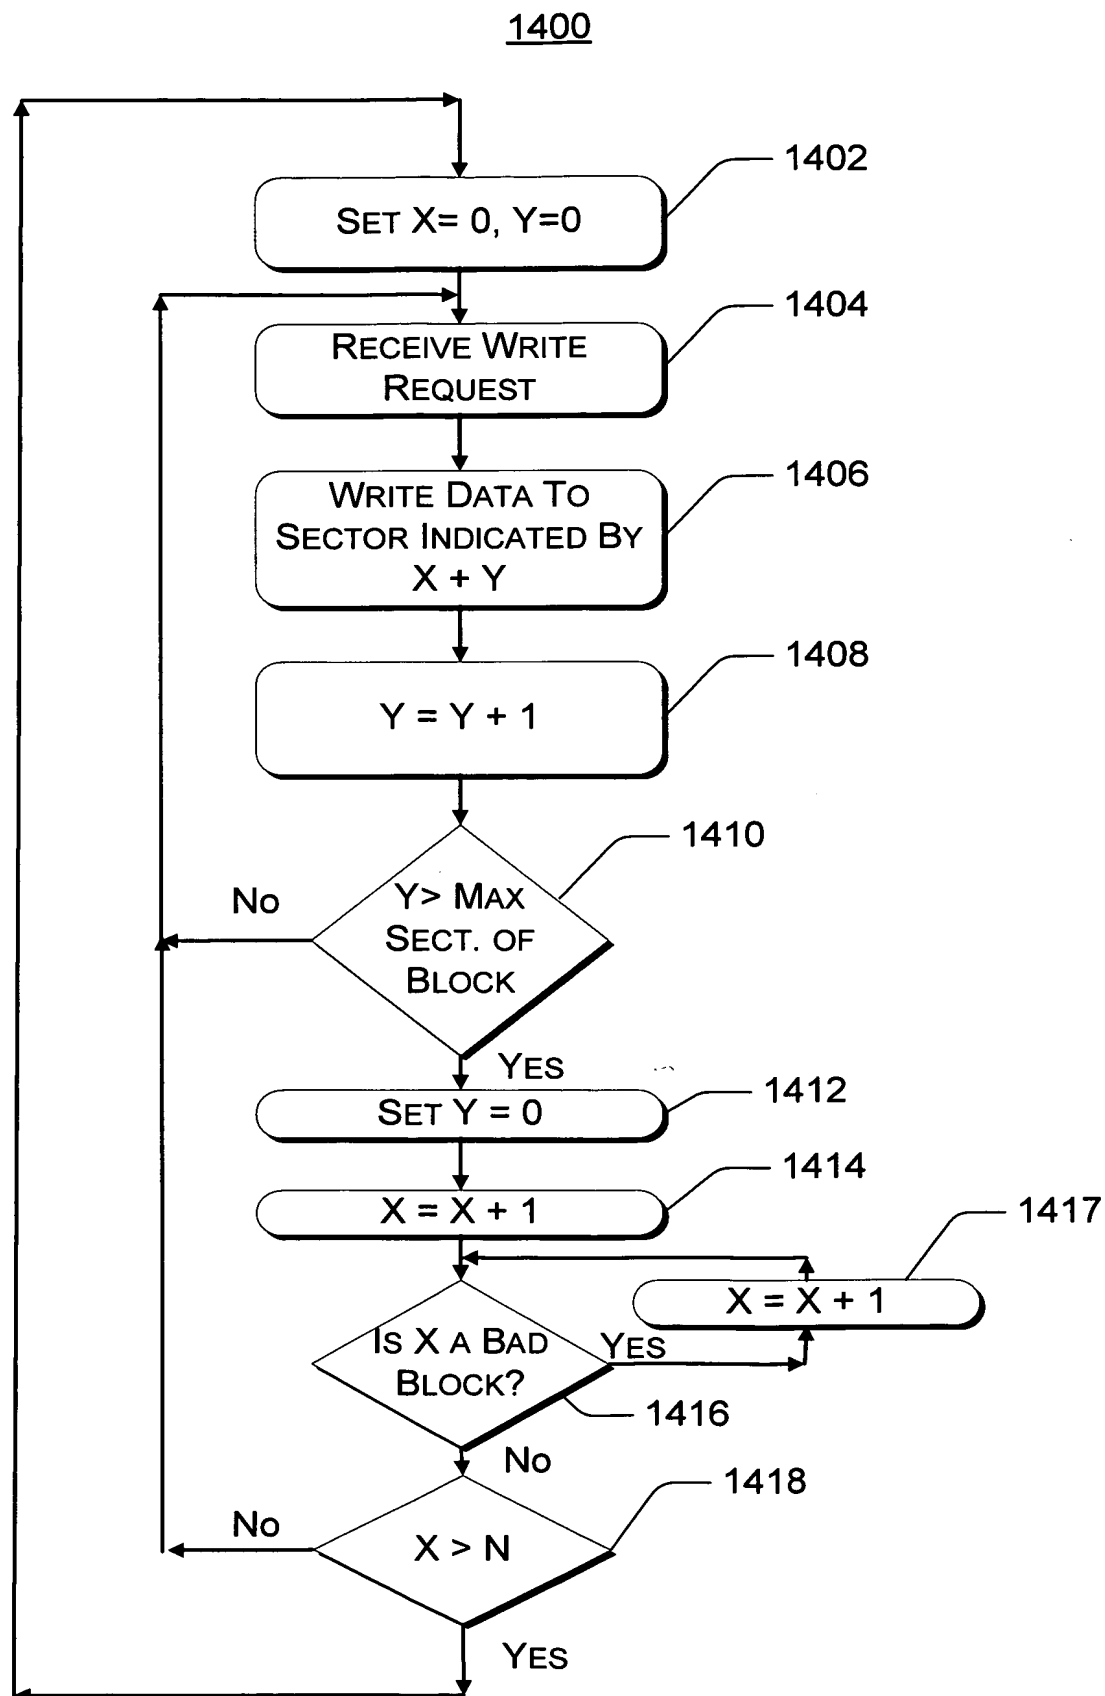 1400
1402
SET X= 0, Y=0
1404
RECEIVE WRITE
REQUEST
1406
WRITE DATA TO
SECTOR INDICATED BY
X + Y
1408
Y = Y + 1
1410
NO
Y> MAX
SECT. OF
BLOCK
YES
1412
SET Y = 0
1414
X = X + 1
1417
X = X + 1
IS X A BAD
BLOCK?
YES
1416
NO
1418
NO
X > N
YES